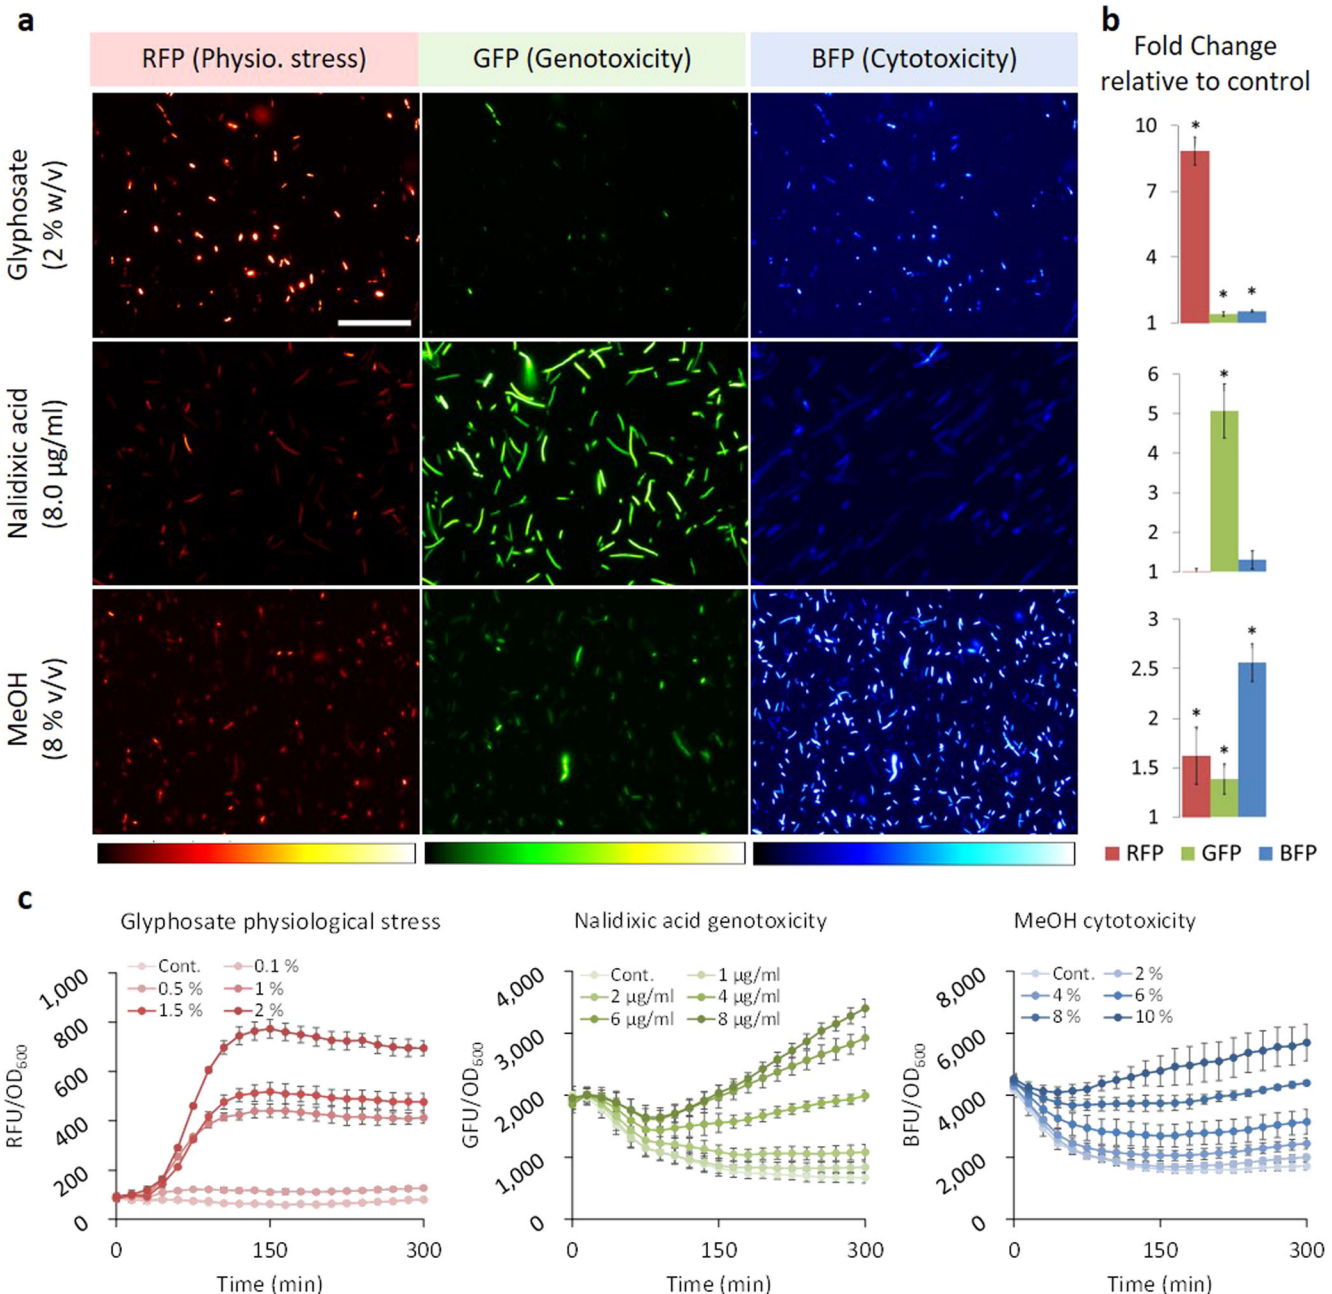 a
RFP (Physio. stress)
GFP (Genotoxicity)
BFP (Cytotoxicity)
Glyphosate
(2 % w/v)
Nalidixic acid
(8.0 µg/ml)
MeOH
(8 % v/v)
b
Fold Change
relative to control
10
7
4
1
*
*
*
6
5
4
3
2
1
*
3
2.5
2
1.5
1
*
*
*
RFP
GFP
BFP
c
Glyphosate physiological stress
Cont.
0.1 %
0.5 %
1 %
1.5 %
2 %
1,000
800
600
400
200
0
RFU/OD600
0
150
300
Time (min)
Nalidixic acid genotoxicity
Cont.
1 µg/ml
2 µg/ml
4 µg/ml
6 µg/ml
8 µg/ml
4,000
3,000
2,000
1,000
0
GFU/OD600
0
150
300
Time (min)
MeOH cytotoxicity
Cont.
2 %
4 %
6 %
8 %
10 %
8,000
6,000
4,000
2,000
0
BFU/OD600
0
150
300
Time (min)